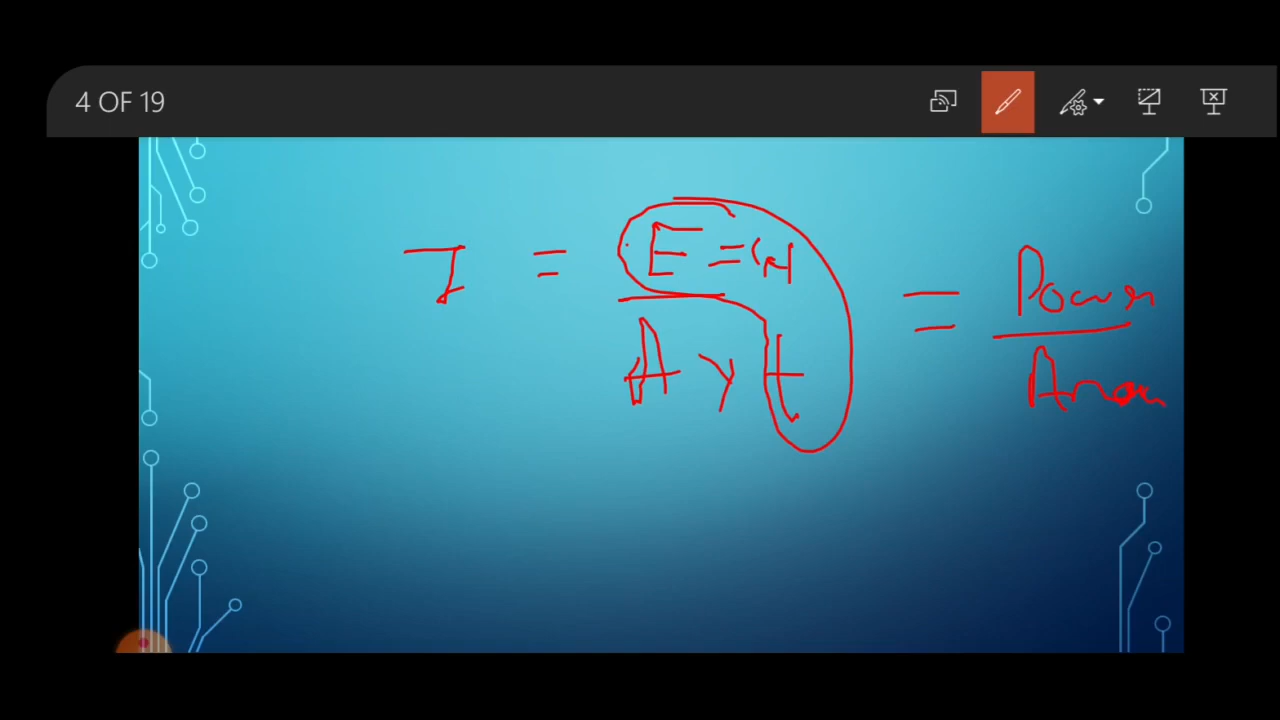 4 OF 19
I = E = W / A × t = Power / Area